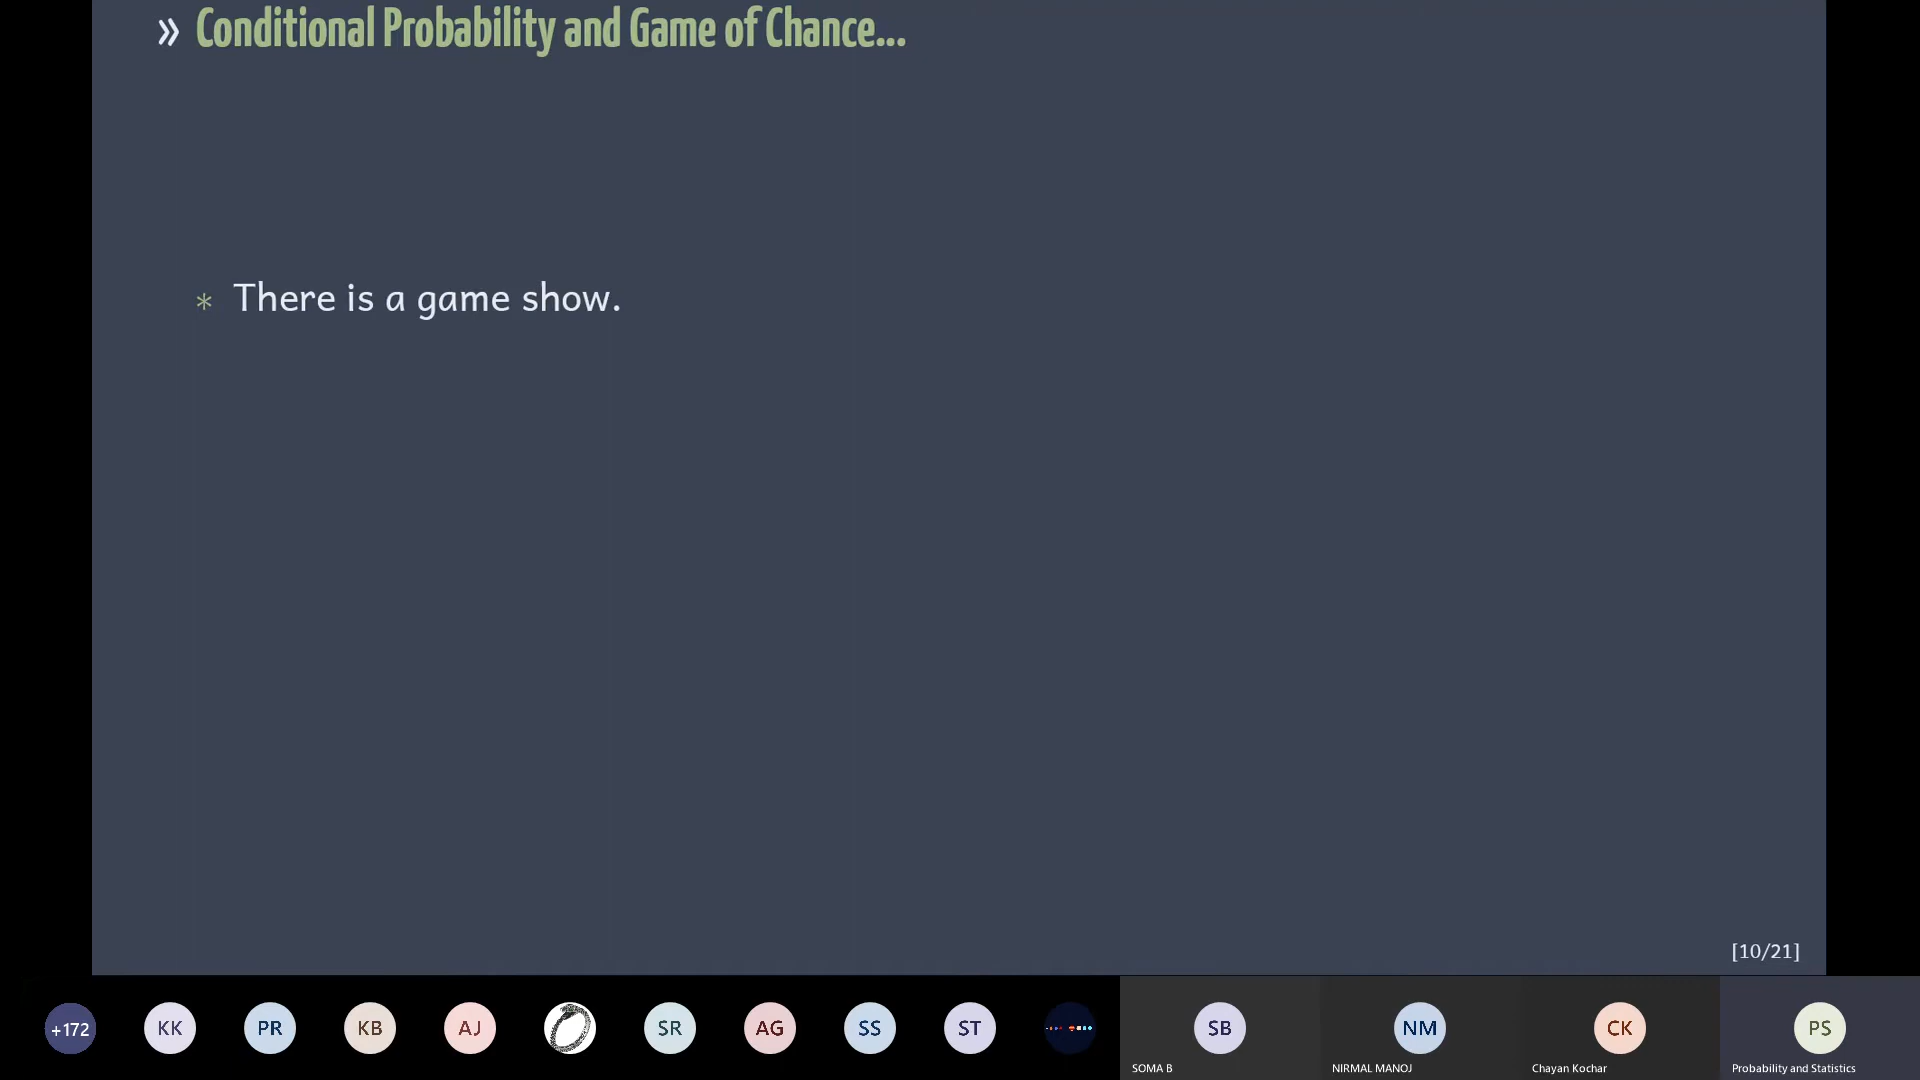 » Conditional Probability and Game of Chance...
* There is a game show.
[10/21]
+172 KK PR KB AJ SR AG SS ST SB NM CK PS
SOMA B NIRMAL MANOJ Chayan Kochar Probability and Statistics